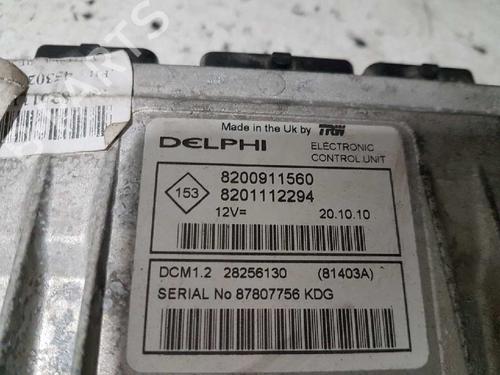 Made in the Uk by TRW
DELPHI
ELECTRONIC
CONTROL UNIT
153
8200911560
8201112294
12V=
20.10.10
DCM1.2 28256130 (81403A)
SERIAL No 87807756 KDG